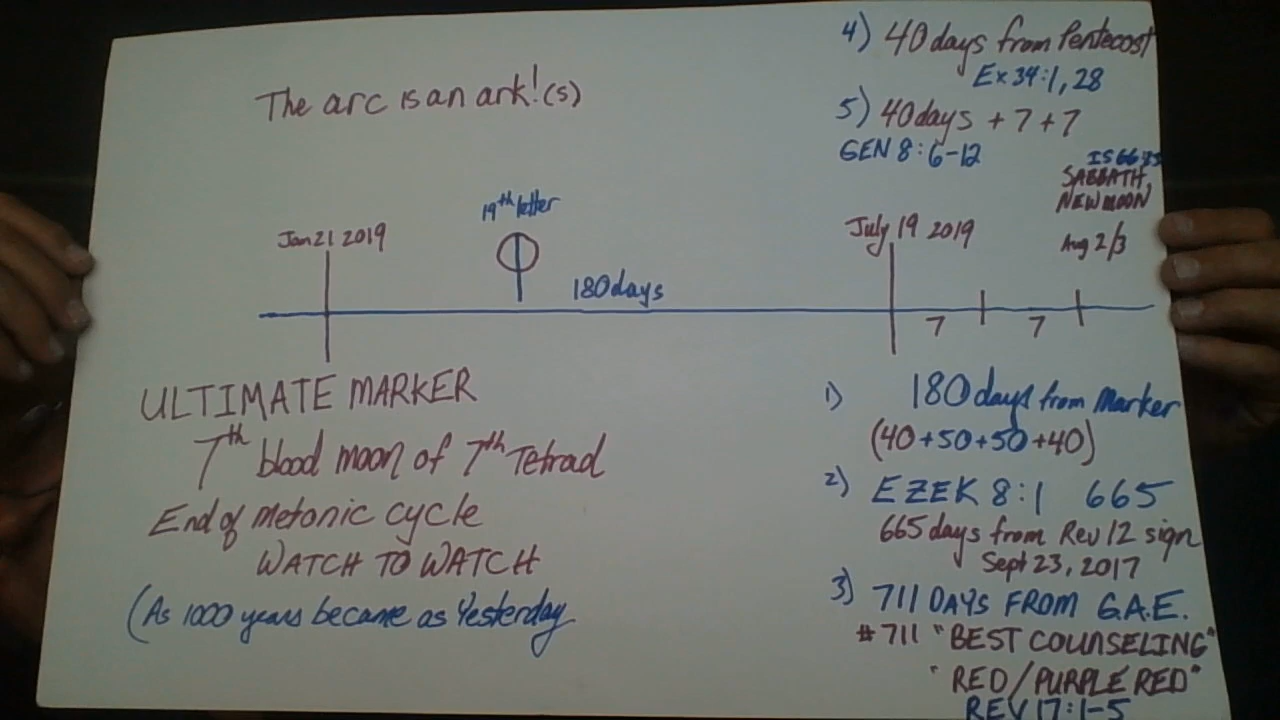 The arc is an ark!(s)
4) 40 days from Pentecost
Ex 34:1, 28
5) 40 days + 7 + 7
GEN 8:6-12
IS 66:23
SABBATH,
NEW MOON
Aug 2/3
Jan 21 2019
19th letter
180 days
July 19 2019
7 7
ULTIMATE MARKER
7th blood moon of 7th Tetrad
End of metonic cycle
WATCH TO WATCH
(As 1000 years became as Yesterday
1) 180 days from Marker
(40+50+50+40)
2) EZEK 8:1 665
665 days from Rev 12 sign
Sept 23, 2017
3) 711 DAYS FROM G.A.E.
#711 "BEST COUNSELING"
"RED/PURPLE RED"
REV 17:1-5